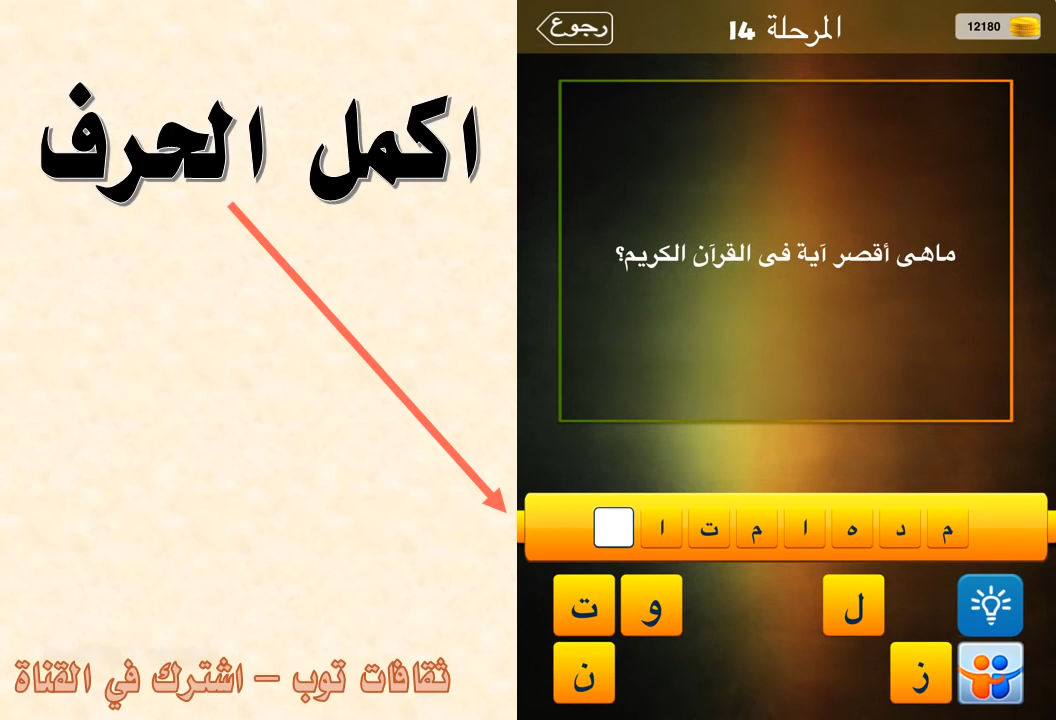 اكمل الحرف
ثقافات توب – اشترك في القناة
رجوع
المرحلة 14
12180
ماهى أقصر آية فى القرآن الكريم؟
م د ه ا م ت ا
ل و ت
ز ن